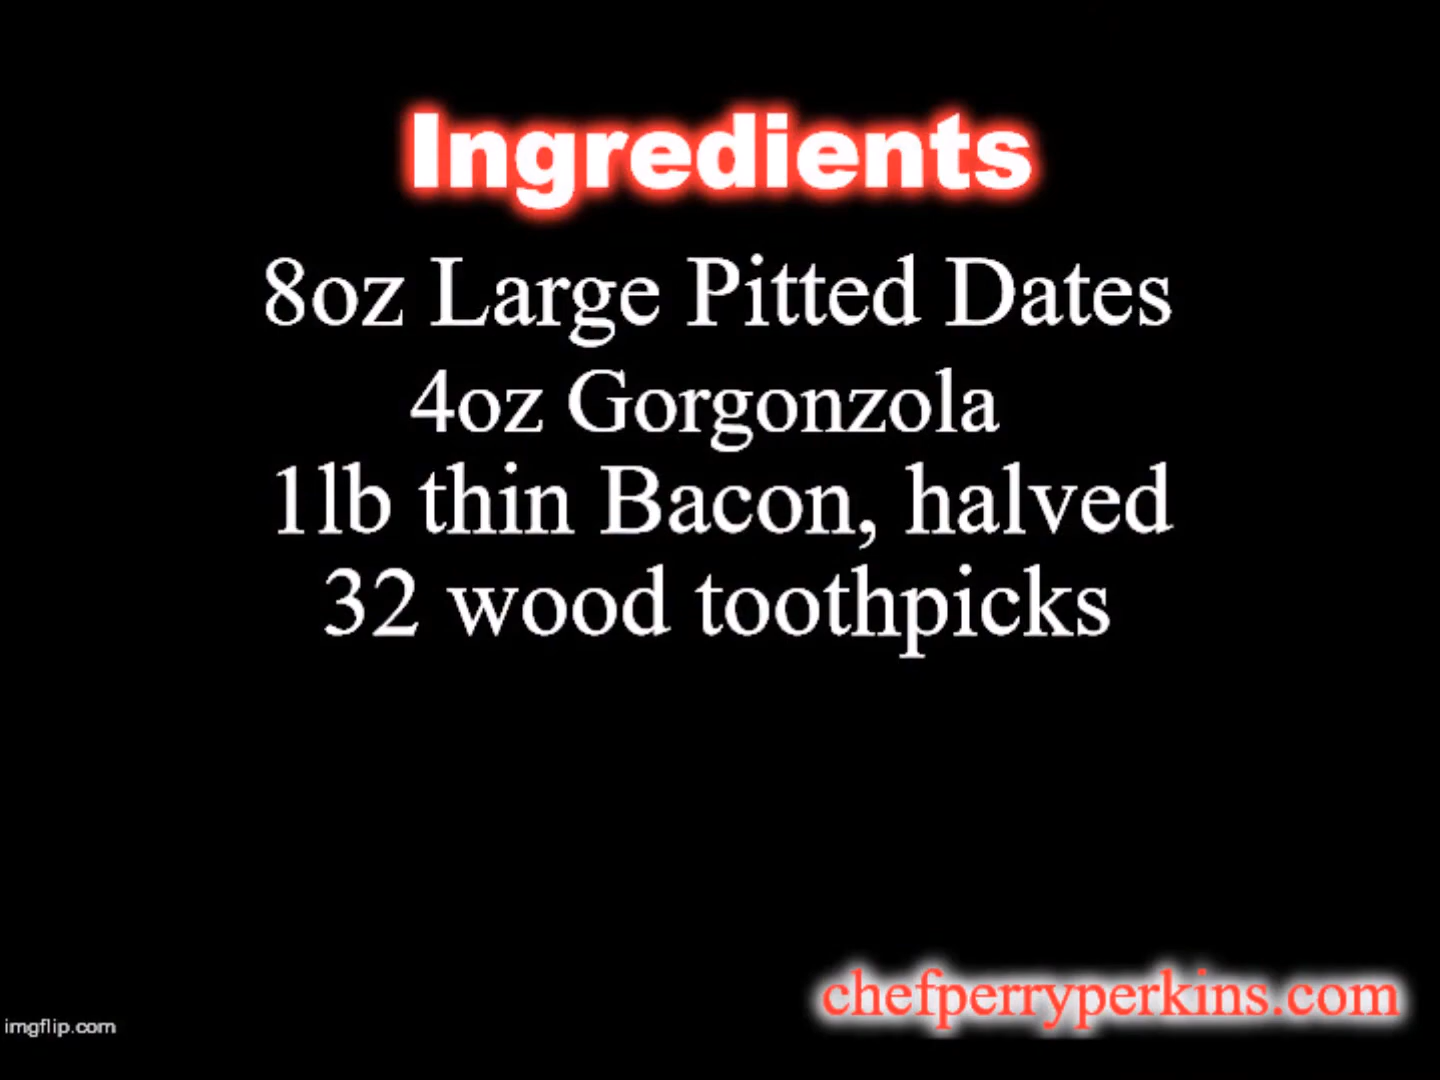 Ingredients
8oz Large Pitted Dates
4oz Gorgonzola
1lb thin Bacon, halved
32 wood toothpicks
chefperryperkins.com
imgflip.com